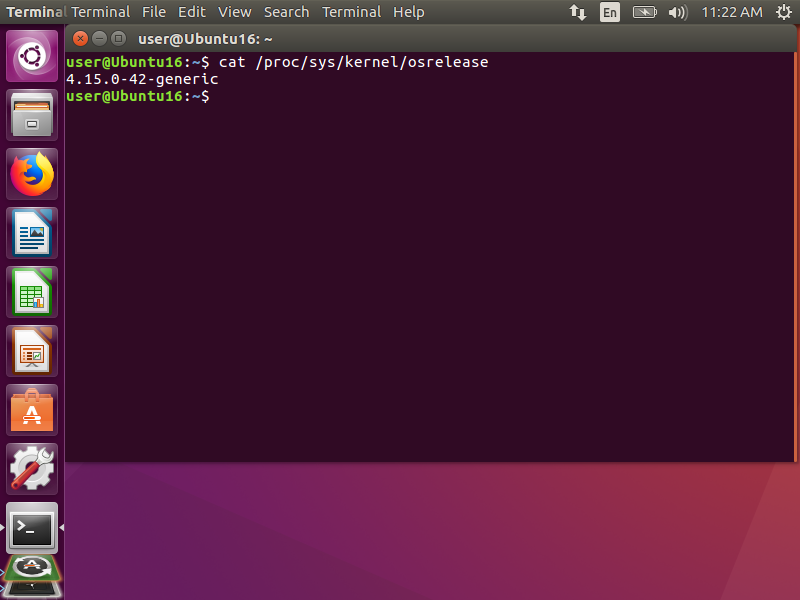 Terminal Terminal File Edit View Search Terminal Help En 11:22 AM
user@Ubuntu16: ~
user@Ubuntu16:~$ cat /proc/sys/kernel/osrelease
4.15.0-42-generic
user@Ubuntu16:~$